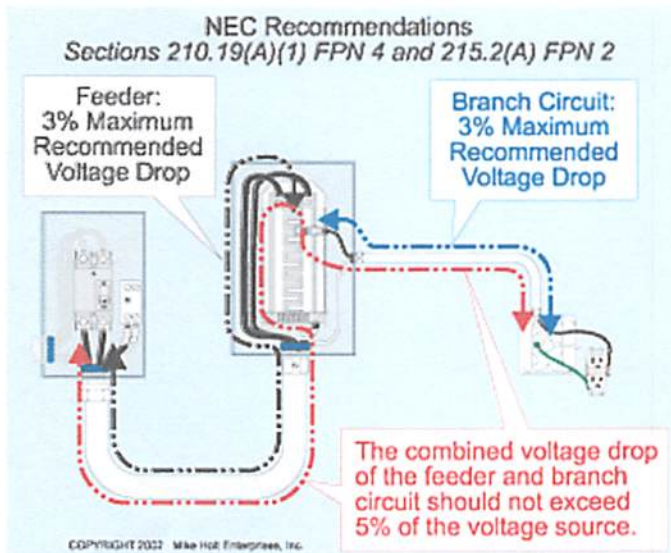 NEC Recommendations
Sections 210.19(A)(1) FPN 4 and 215.2(A) FPN 2
Feeder:
3% Maximum
Recommended
Voltage Drop
Branch Circuit:
3% Maximum
Recommended
Voltage Drop
The combined voltage drop
of the feeder and branch
circuit should not exceed
5% of the voltage source.
COPYRIGHT 2002 Mike Holt Enterprises, Inc.